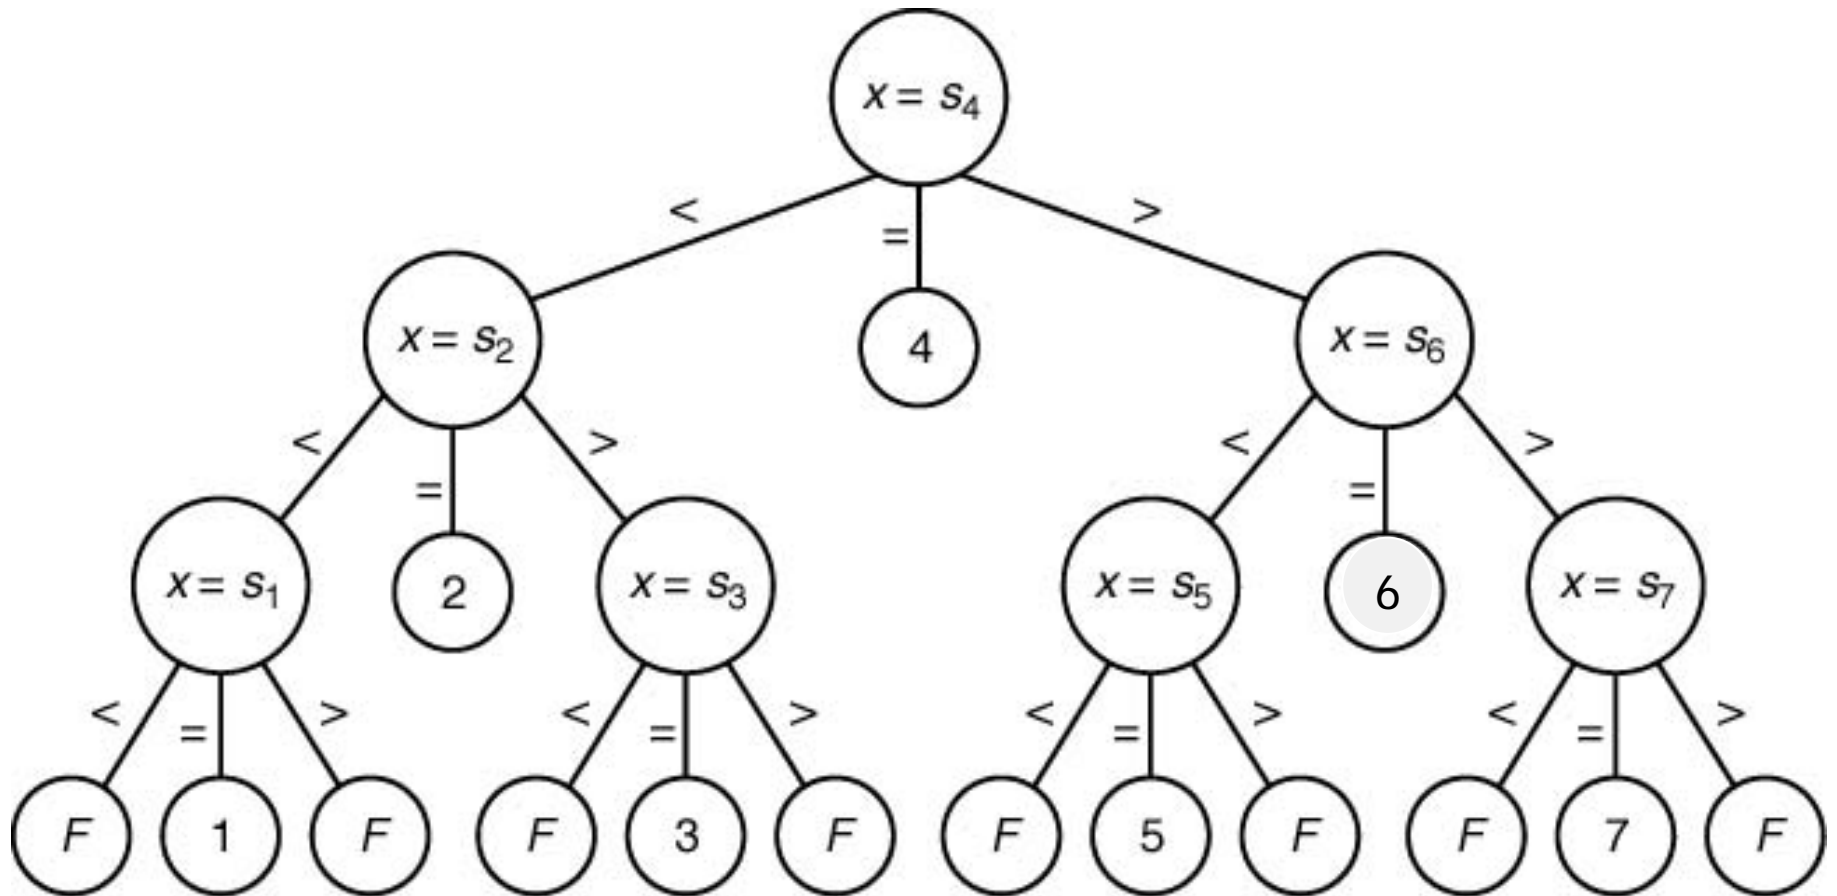 x = s₄
< = >
x = s₂ 4 x = s₆
< = > < = >
x = s₁ 2 x = s₃ x = s₅ 6 x = s₇
< = > < = > < = > < = >
F 1 F F 3 F F 5 F F 7 F